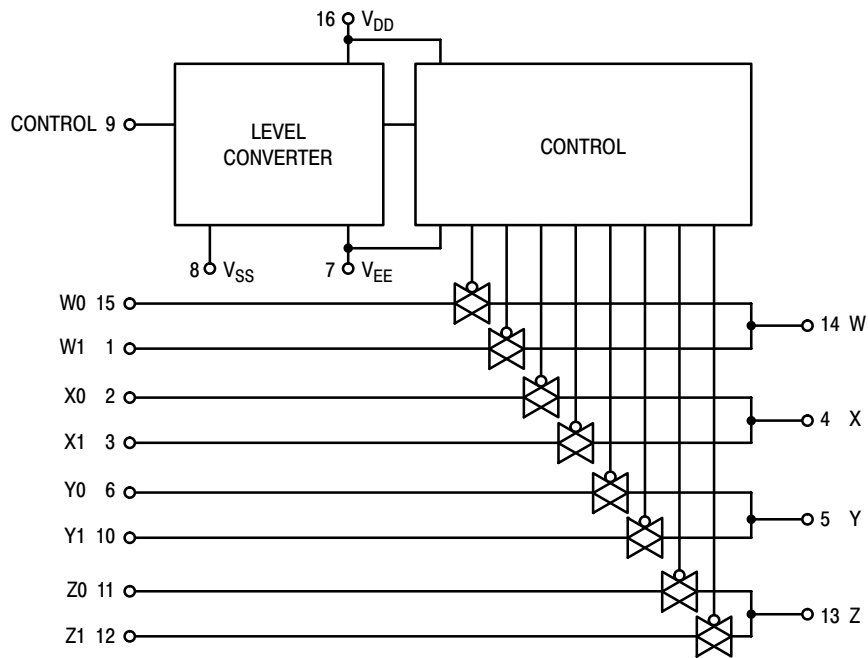 16 VDD
CONTROL 9
LEVEL
CONVERTER
CONTROL
8 VSS
7 VEE
W0 15
14 W
W1 1
X0 2
4 X
X1 3
Y0 6
5 Y
Y1 10
Z0 11
13 Z
Z1 12